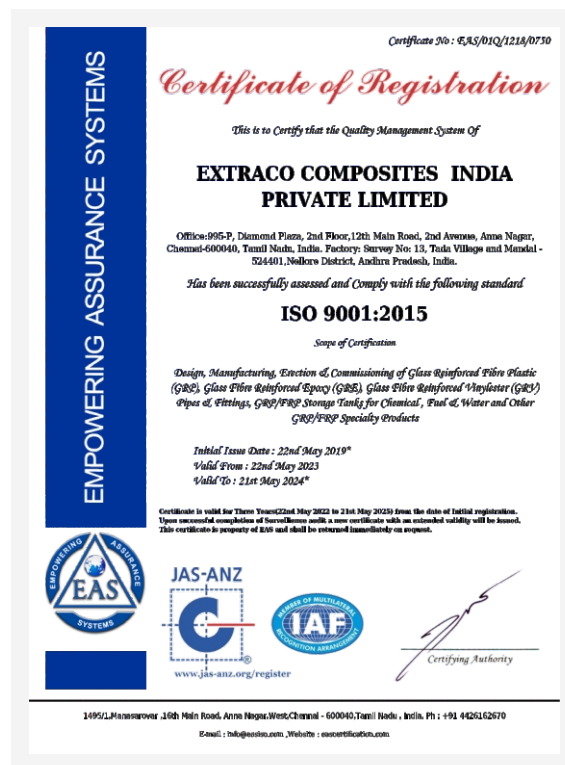 Certificate No : EAS/01Q/1218/0750
Certificate of Registration
This is to Certify that the Quality Management System Of
EXTRACO COMPOSITES INDIA
PRIVATE LIMITED
Office:995-P, Diamond Plaza, 2nd Floor,12th Main Road, 2nd Avenue, Anna Nagar,
Chennai-600040, Tamil Nadu, India. Factory: Survey No: 13, Tada Village and Mandal -
524401,Nellore District, Andhra Pradesh, India.
Has been successfully assessed and Comply with the following standard
ISO 9001:2015
Scope of Certification
Design, Manufacturing, Erection & Commissioning of Glass Reinforced Fibre Plastic
(GRP), Glass Fibre Reinforced Epoxy (GRE), Glass Fibre Reinforced Vinylester (GRV)
Pipes & Fittings, GRP/FRP Storage Tanks for Chemical , Fuel & Water and Other
GRP/FRP Specialty Products
Initial Issue Date : 22nd May 2019*
Valid From : 22nd May 2023
Valid To : 21st May 2024*
Certificate is valid for Three Years(22nd May 2022 to 21st May 2025) from the date of Initial registration.
Upon successful completion of Surveillence audit a new certificate with an extended validity will be issued.
This certificate is property of EAS and shall be returned immediately on request.
EMPOWERING ASSURANCE SYSTEMS
EMPOWERING ASSURANCE
EAS
SYSTEMS
JAS-ANZ
C
®
www.jas-anz.org/register
MEMBER OF MULTILATERAL
IAF
RECOGNITION ARRANGEMENT
Certifying Authority
1495/1,Manasarovar ,16th Main Road, Anna Nagar,West,Chennai - 600040,Tamil Nadu , India, Ph : +91 4426162670
E-mail : info@easiso.com ,Website : eascertification.com